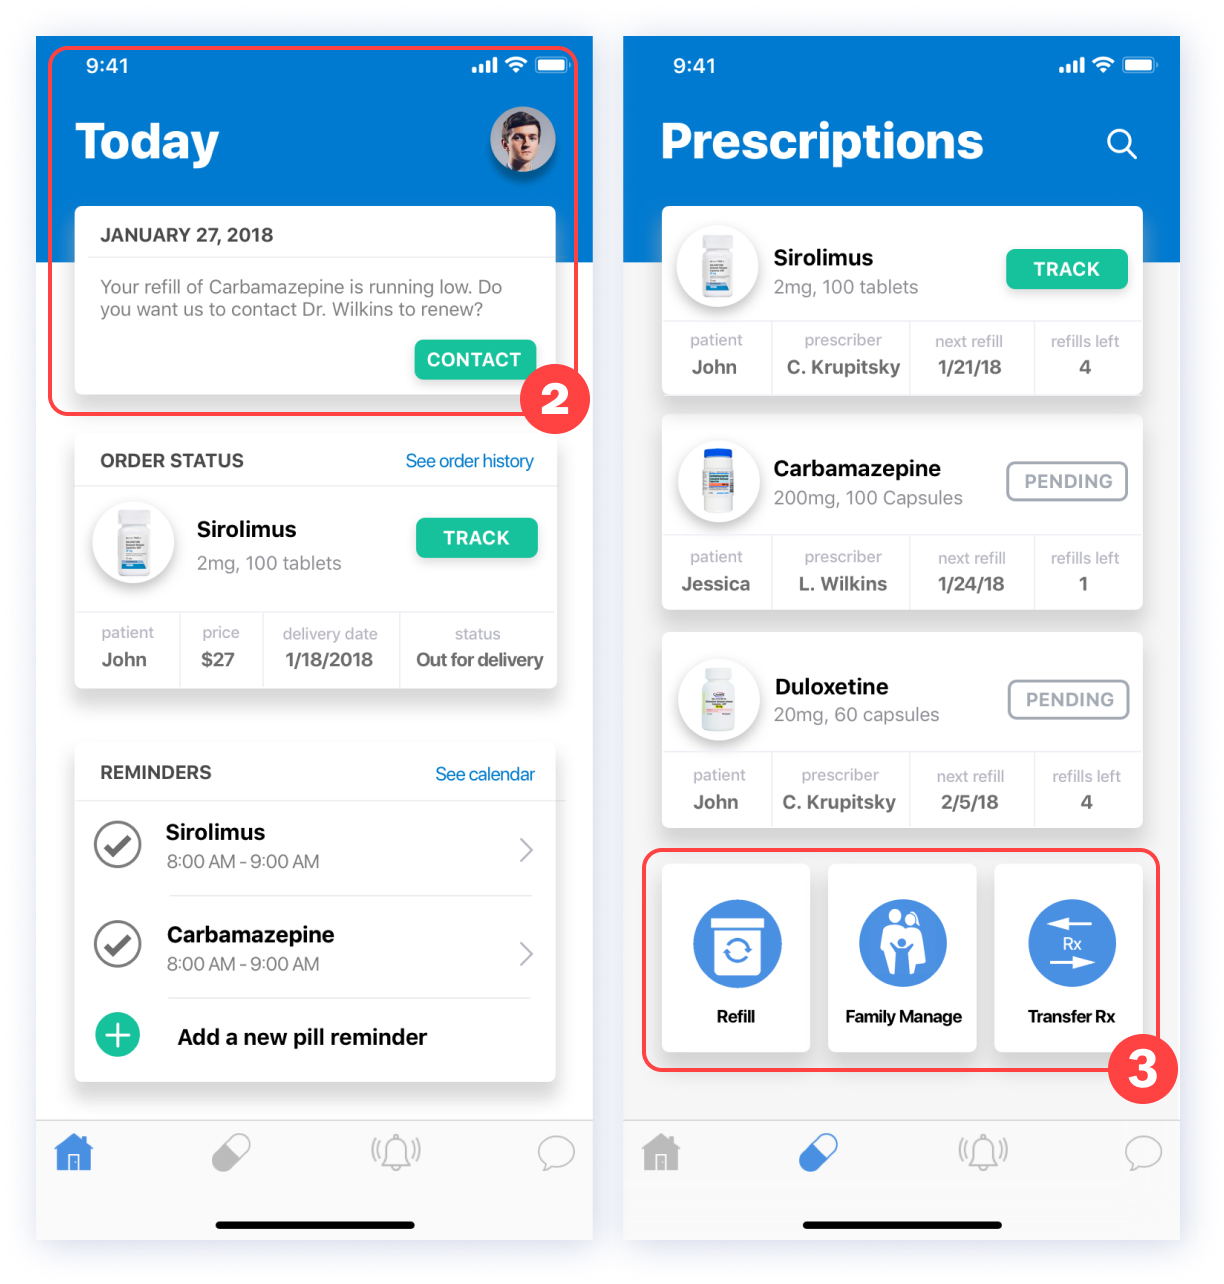 9:41
Today
JANUARY 27, 2018
Your refill of Carbamazepine is running low. Do
you want us to contact Dr. Wilkins to renew?
CONTACT
2
ORDER STATUS
See order history
Sirolimus
2mg, 100 tablets
TRACK
patient
price
delivery date
status
John
$27
1/18/2018
Out for delivery
REMINDERS
See calendar
Sirolimus
8:00 AM - 9:00 AM
Carbamazepine
8:00 AM - 9:00 AM
Add a new pill reminder
9:41
Prescriptions
Sirolimus
2mg, 100 tablets
TRACK
patient
prescriber
next refill
refills left
John
C. Krupitsky
1/21/18
4
Carbamazepine
200mg, 100 Capsules
PENDING
patient
prescriber
next refill
refills left
Jessica
L. Wilkins
1/24/18
1
Duloxetine
20mg, 60 capsules
PENDING
patient
prescriber
next refill
refills left
John
C. Krupitsky
2/5/18
4
Refill
Family Manage
Rx
Transfer Rx
3